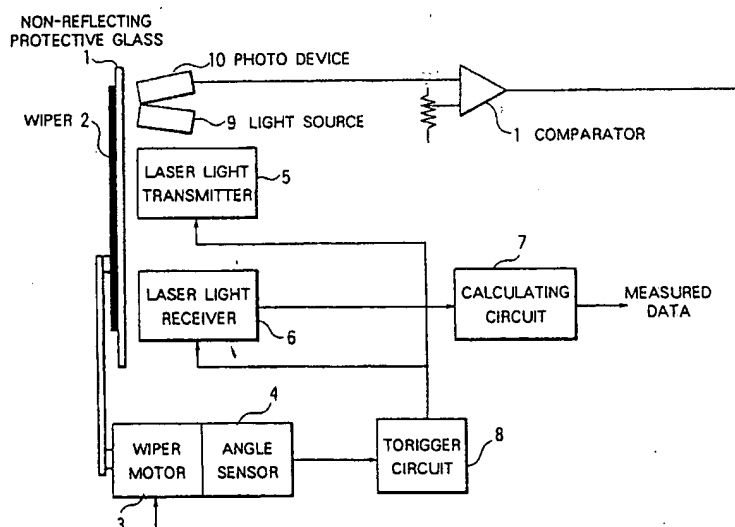 NON-REFLECTING
PROTECTIVE GLASS
1
10 PHOTO DEVICE
WIPER 2
9 LIGHT SOURCE
1 COMPARATOR
LASER LIGHT
TRANSMITTER
5
7
LASER LIGHT
RECEIVER
6
CALCULATING
CIRCUIT
MEASURED
DATA
4
WIPER
MOTOR
ANGLE
SENSOR
TORIGGER
CIRCUIT
8
3